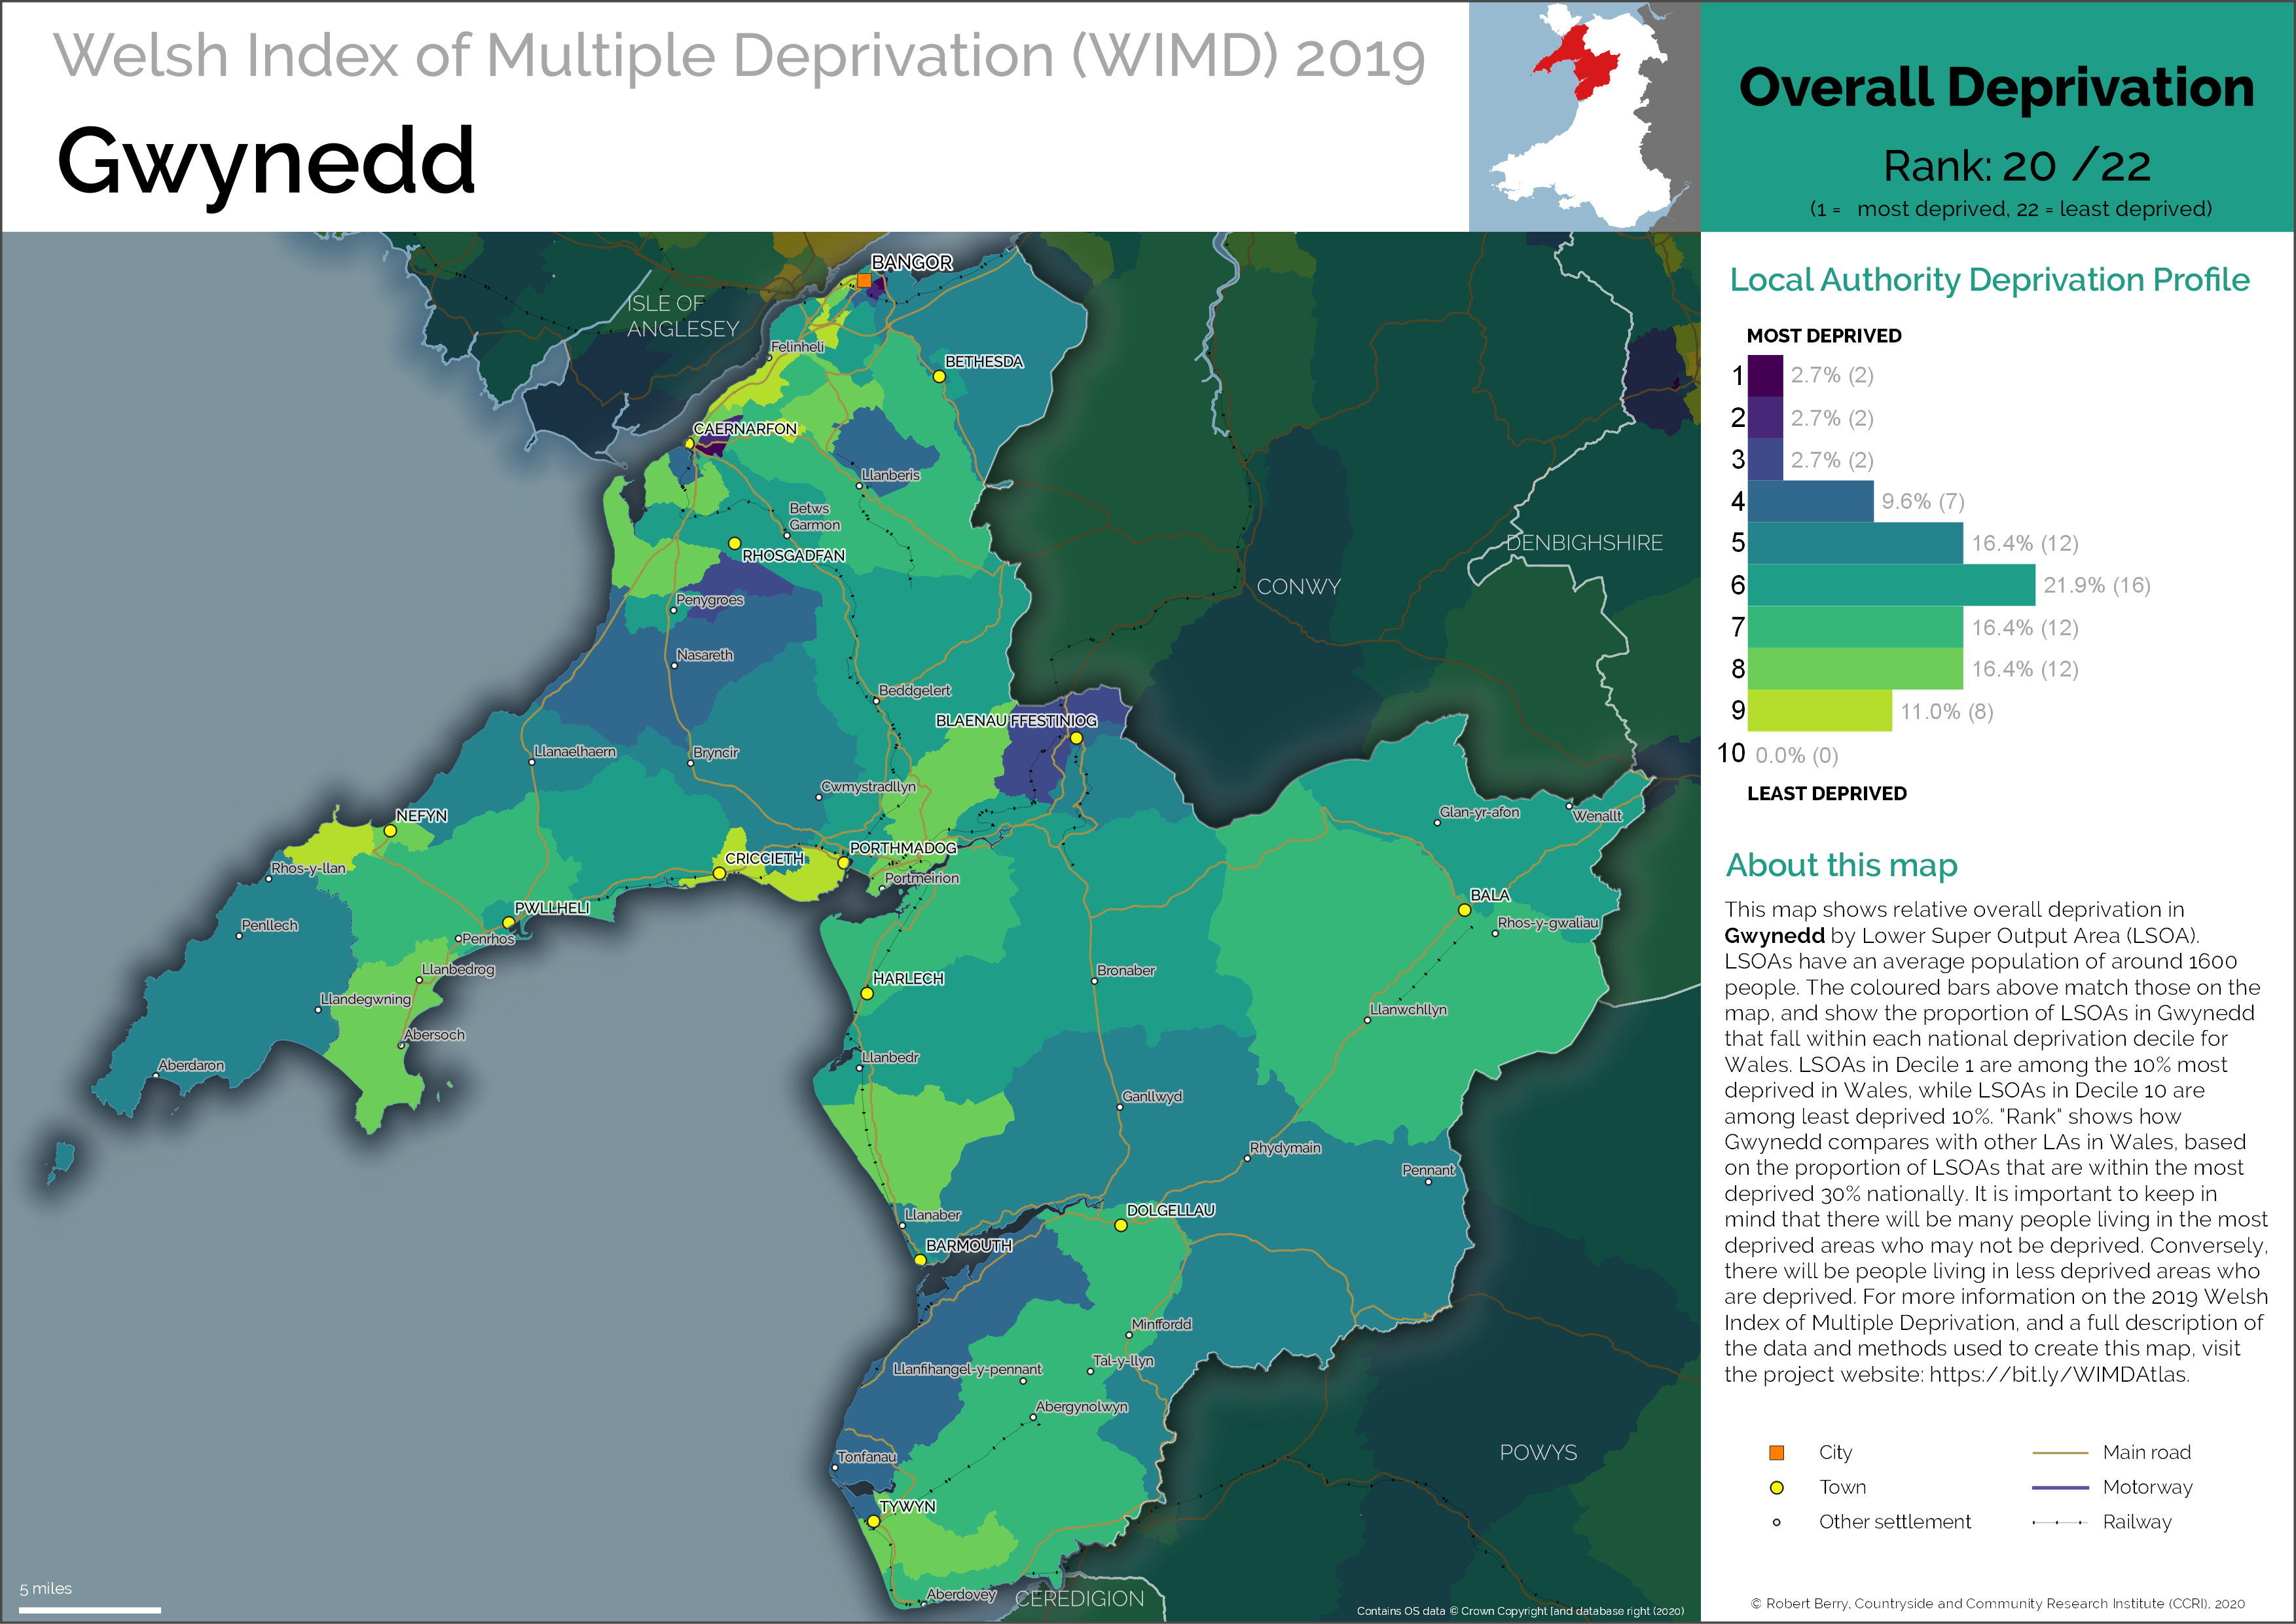 Welsh Index of Multiple Deprivation (WIMD) 2019
Gwynedd
Overall Deprivation
Rank: 20 /22
(1 = most deprived, 22 = least deprived)
BANGOR
ISLE OF
ANGLESEY
Felinheli
BETHESDA
CAERNARFON
Llanberis
Betws
Garmon
RHOSGADFAN
DENBIGHSHIRE
CONWY
Penygroes
Nasareth
Beddgelert
BLAENAU FFESTINIOG
Llanaelhaern
Bryncir
Cwmystradllyn
NEFYN
Glan-yr-afon
Wenallt
CRICCIETH
PORTHMADOG
Rhos-y-llan
Portmeirion
BALA
PWLLHELI
Rhos-y-gwaliau
Penllech
Penrhos
Llanbedrog
Bronaber
HARLECH
Llandegwning
Llanwchllyn
Abersoch
Llanbedr
Aberdaron
Ganllwyd
Rhydymain
Pennant
DOLGELLAU
Llanaber
BARMOUTH
Minffordd
Tal-y-llyn
Llanfihangel-y-pennant
Abergynolwyn
POWYS
Tonfanau
TYWYN
Aberdovey
CEREDIGION
5 miles
Contains OS data © Crown Copyright [and database right (2020)
Local Authority Deprivation Profile
MOST DEPRIVED
1 2.7% (2)
2 2.7% (2)
3 2.7% (2)
4 9.6% (7)
5 16.4% (12)
6 21.9% (16)
7 16.4% (12)
8 16.4% (12)
9 11.0% (8)
10 0.0% (0)
LEAST DEPRIVED
About this map
This map shows relative overall deprivation in
Gwynedd by Lower Super Output Area (LSOA).
LSOAs have an average population of around 1600
people. The coloured bars above match those on the
map, and show the proportion of LSOAs in Gwynedd
that fall within each national deprivation decile for
Wales. LSOAs in Decile 1 are among the 10% most
deprived in Wales, while LSOAs in Decile 10 are
among least deprived 10%. "Rank" shows how
Gwynedd compares with other LAs in Wales, based
on the proportion of LSOAs that are within the most
deprived 30% nationally. It is important to keep in
mind that there will be many people living in the most
deprived areas who may not be deprived. Conversely,
there will be people living in less deprived areas who
are deprived. For more information on the 2019 Welsh
Index of Multiple Deprivation, and a full description of
the data and methods used to create this map, visit
the project website: https://bit.ly/WIMDAtlas.
City
Main road
Town
Motorway
Other settlement
Railway
© Robert Berry, Countryside and Community Research Institute (CCRI), 2020